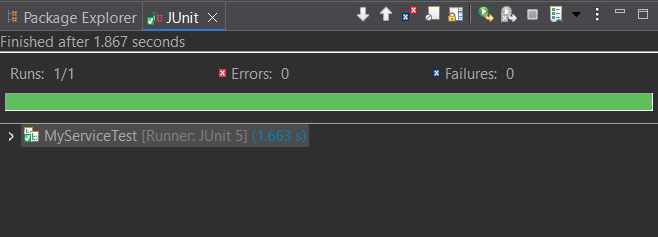 Package Explorer JUnit
Finished after 1.867 seconds
Runs: 1/1 Errors: 0 Failures: 0
MyServiceTest [Runner: JUnit 5] (1.663 s)